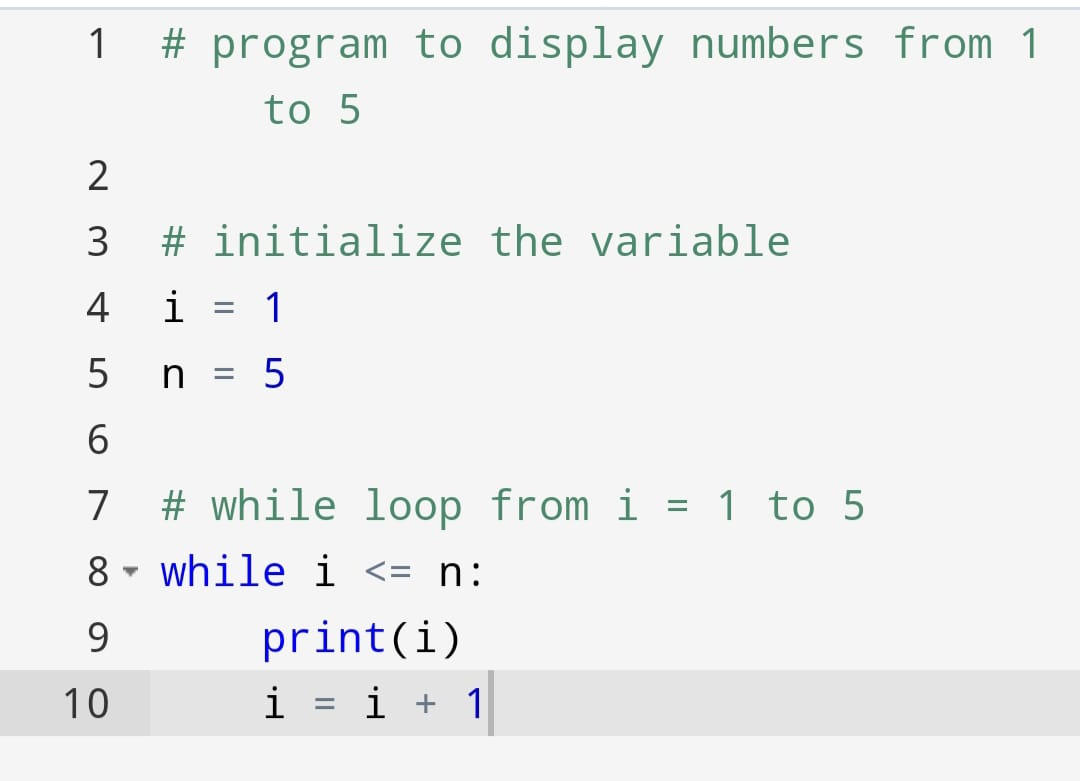 1 # program to display numbers from 1
to 5
2
3 # initialize the variable
4 i = 1
5 n = 5
6
7 # while loop from i = 1 to 5
8 while i <= n:
9     print(i)
10     i = i + 1